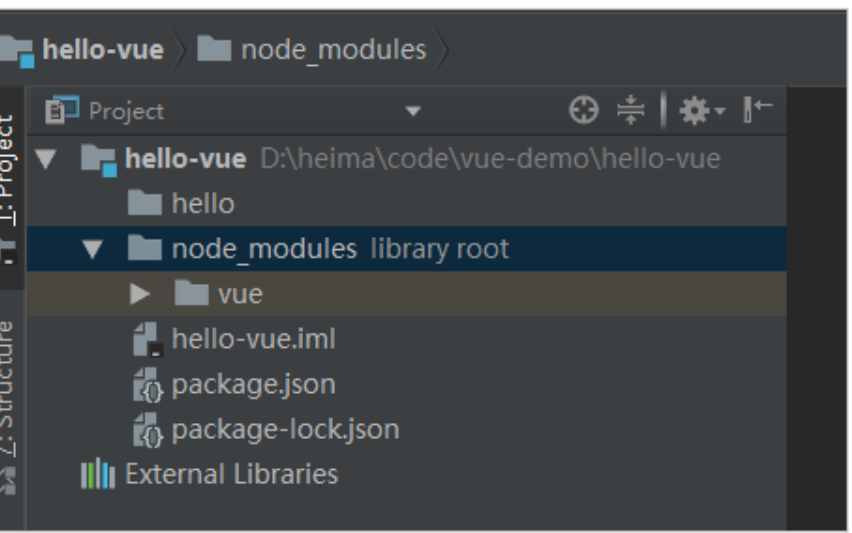 hello-vue node_modules
Project
1: Project
hello-vue D:\heima\code\vue-demo\hello-vue
hello
node_modules library root
vue
hello-vue.iml
package.json
package-lock.json
External Libraries
Z: Structure